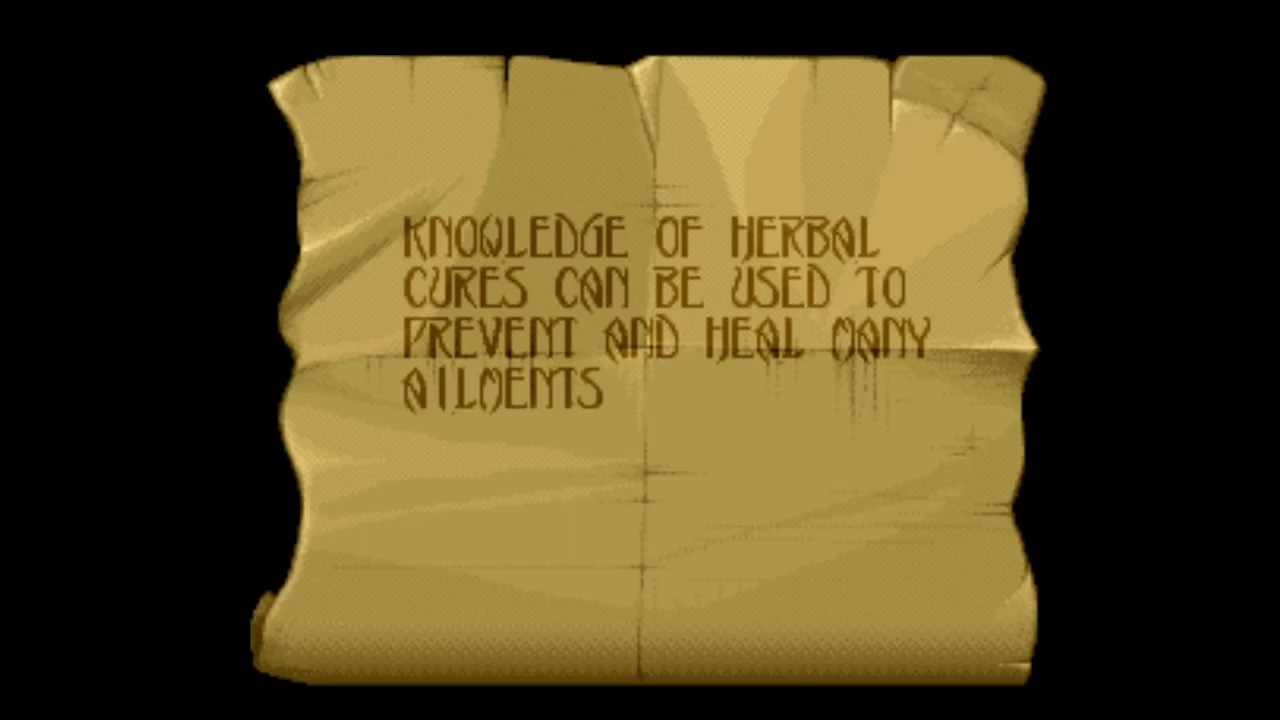 KNOWLEDGE OF HERBAL
CURES CAN BE USED TO
PREVENT AND HEAL MANY
AILMENTS